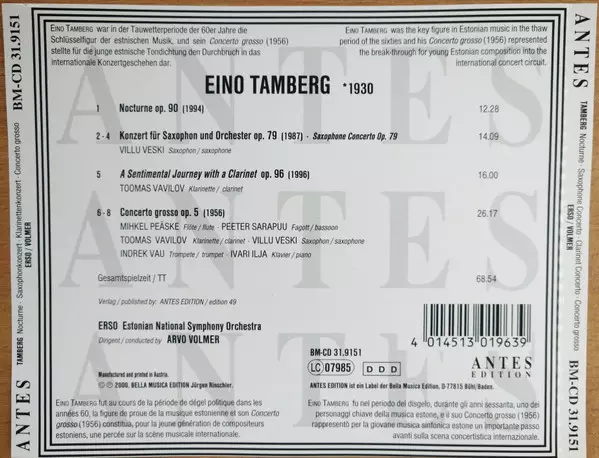 EINO TAMBERG war in der Tauwetterperiode der 60er Jahre die
Schlüsselfigur der estnischen Musik, und sein Concerto grosso (1956)
stellte für die junge estnische Tondichtung den Durchbruch in das
internationale Konzertgeschehen dar.
EINO TAMBERG was the key figure in Estonian music in the thaw
period of the sixties and his Concerto grosso (1956) represented
the break-through for young Estonian composition into the
international concert circuit.
EINO TAMBERG *1930
1 Nocturne op. 90 (1994) 12.28
2-4 Konzert für Saxophon und Orchester op. 79 (1987) - Saxophone Concerto Op. 79 14.09
VILLU VESKI Saxophon / saxophone
5 A Sentimental Journey with a Clarinet op. 96 (1996) 16.00
TOOMAS VAVILOV Klarinette / clarinet
6-8 Concerto grosso op. 5 (1956) 26.17
MIHKEL PEÄSKE Flöte / flute · PEETER SARAPUU Fagott / bassoon
TOOMAS VAVILOV Klarinette / clarinet · VILLU VESKI Saxophon / saxophone
INDREK VAU Trompete / trumpet · IVARI ILJA Klavier / piano
Gesamtspielzeit / TT 68.54
Verlag / published by: ANTES EDITION / edition 49
ERSO Estonian National Symphony Orchestra
Dirigent / conducted by ARVO VOLMER
Manufactured and printed in Austria.
©℗ 2000, BELLA MUSICA EDITION Jürgen Rinschler.
BM-CD 31.9151
LC 07985 DDD
4 014513 019639
ANTES
EDITION
ANTES EDITION ist ein Label der Bella Musica Edition, D-77815 Bühl/Baden.
EINO TAMBERG fut au cours de la période de dégel politique dans les
années 60, la figure de proue de la musique estonienne et son Concerto
grosso (1956) constitua, pour la jeune génération de compositeurs
estoniens, une percée sur la scène musicale internationale.
EINO TAMBERG fu nei periodo del disgelo, durante gli anni sessanta, uno dei
personaggi chiave della musica estone, e il suo Concerto grosso (1956)
rappresentò per la giovane musica sinfonica estone un importante passo
avanti sulla scena concertistica internazionale.
ANTES TAMBERG Nocturne · Saxophonkonzert · Klarinettenkonzert · Concerto grosso BM-CD 31.9151
ERSO / VOLMER
ANTES TAMBERG Nocturne · Saxophone Concerto · Clarinet Concerto · Concerto grosso BM-CD 31.9151
ERSO / VOLMER
ANTES
ANTES
ANTES